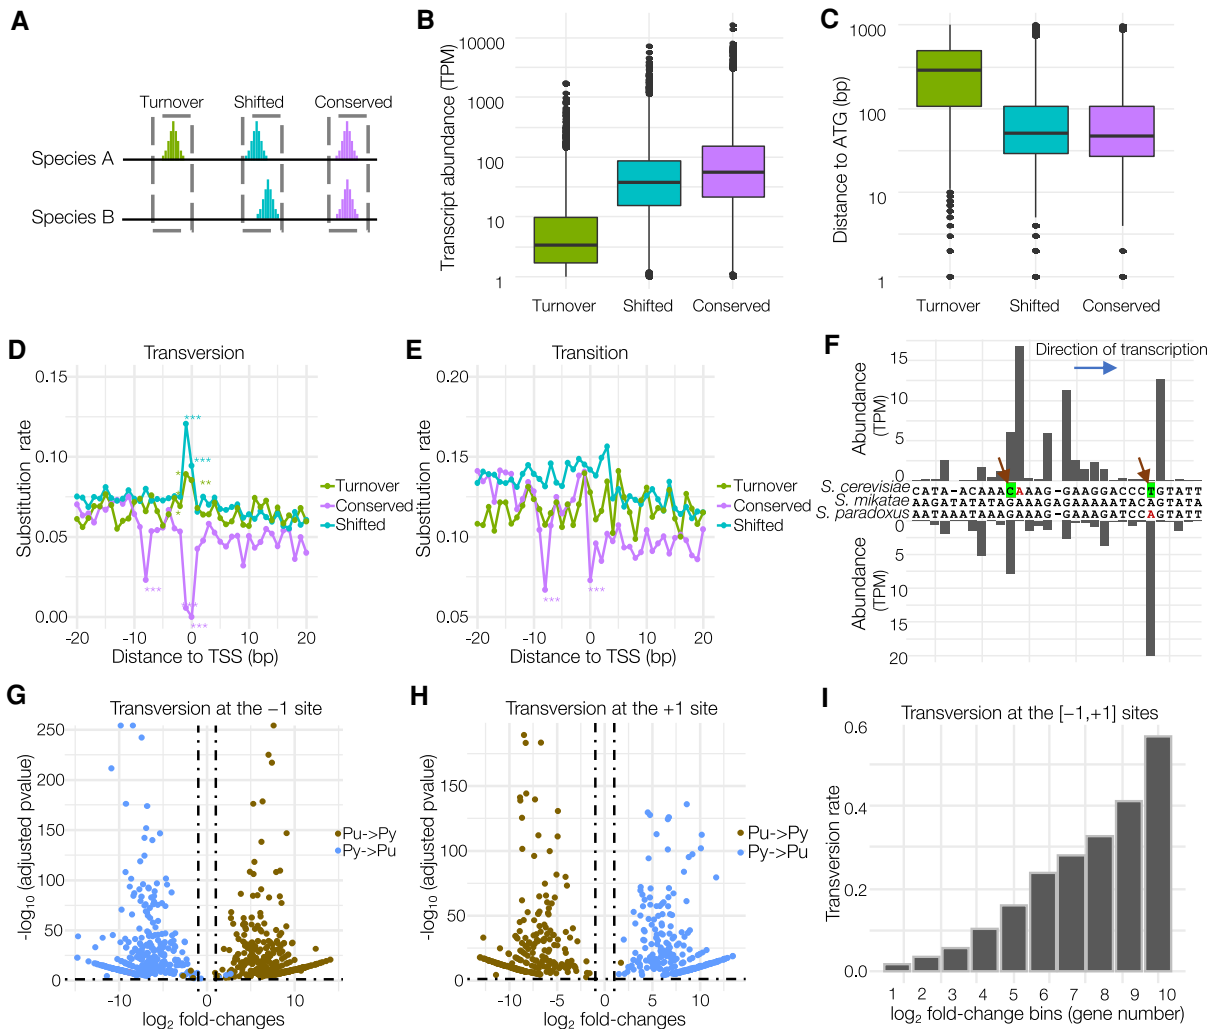 A
Turnover Shifted Conserved
Species A
Species B
B
Transcript abundance (TPM)
10000
1000
100
10
1
Turnover Shifted Conserved
C
Distance to ATG (bp)
1000
100
10
1
Turnover Shifted Conserved
D
Transversion
Substitution rate
0.15
0.10
0.05
0.00
-20 -10 0 10 20
Distance to TSS (bp)
***
***
*
**
*
***
***
***
Turnover
Conserved
Shifted
E
Transition
Substitution rate
0.20
0.15
0.10
0.05
-20 -10 0 10 20
Distance to TSS (bp)
***
***
Turnover
Conserved
Shifted
F
Direction of transcription
Abundance (TPM)
15
10
5
0
S. cerevisiae CATA-ACAAACAAAG-GAAGGACCCTGTATT
S. mikatae AAGATATATAGAAAGAGAAAATACAGTATA
S. paradoxus AATAAATAAGAAAG-GAAAGATCCAGTATT
0
5
10
15
20
Abundance (TPM)
G
Transversion at the −1 site
-log10 (adjusted pvalue)
250
200
150
100
50
0
-10 0 10
log2 fold-changes
Pu->Py
Py->Pu
H
Transversion at the +1 site
-log10 (adjusted pvalue)
150
100
50
0
-10 -5 0 5 10
log2 fold-changes
Pu->Py
Py->Pu
I
Transversion at the [−1,+1] sites
Transversion rate
0.6
0.4
0.2
0.0
1 2 3 4 5 6 7 8 9 10
log2 fold-change bins (gene number)